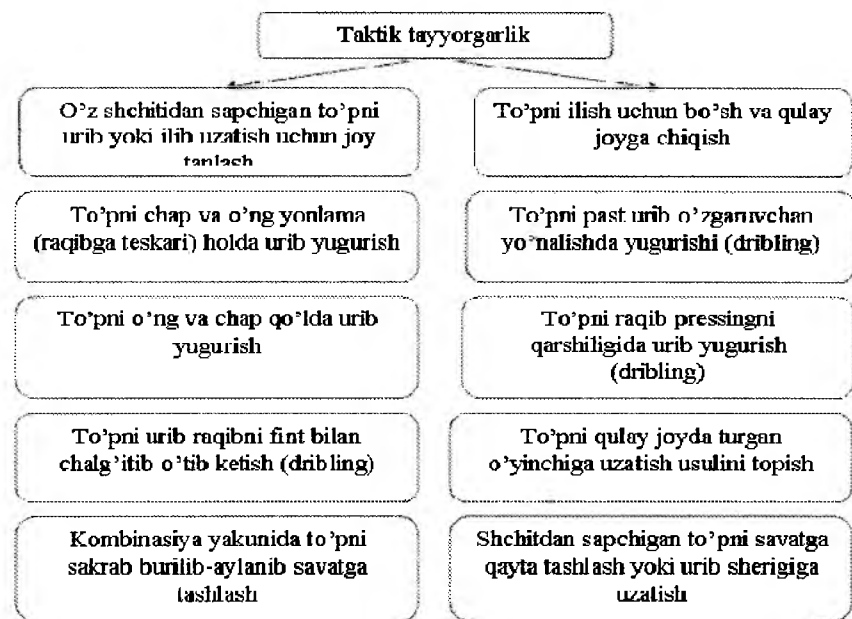 Taktik tayyorgarlik
O'z shchitidan sapchigan to'pni
urib yoki ilib uzatish uchun joy
tanlash
To'pni ilish uchun bo'sh va qulay
joyga chiqish
To'pni chap va o'ng yonlama
(raqibga teskari) holda urib yugurish
To'pni past urib o'zgaruvchan
yo'nalishda yugurishi (dribling)
To'pni o'ng va chap qo'lda urib
yugurish
To'pni raqib pressingni
qarshiligida urib yugurish
(dribling)
To'pni urib raqibni fint bilan
chalg'itib o'tib ketish (dribling)
To'pni qulay joyda turgan
o'yinchiga uzatish usulini topish
Kombinasiya yakunida to'pni
sakrab burilib-aylanib savatga
tashlash
Shchitdan sapchigan to'pni savatga
qayta tashlash yoki urib sherigiga
uzatish